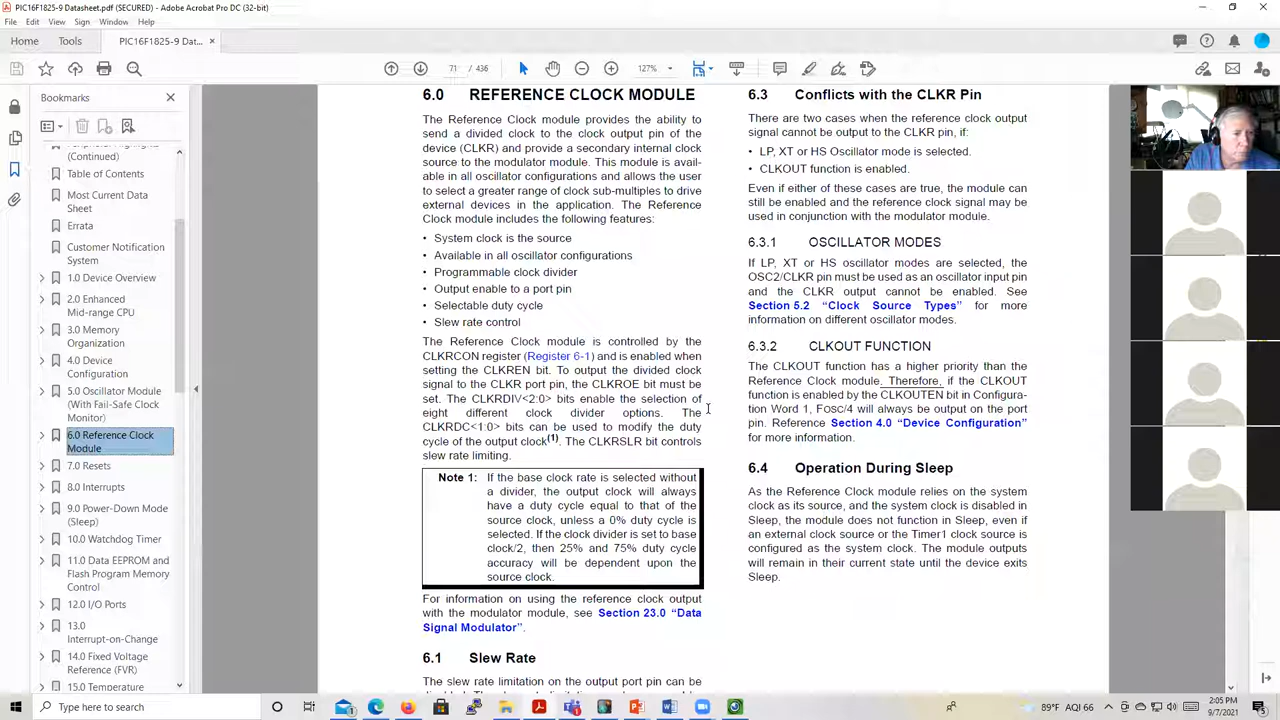 PIC16F1825-9 Datasheet.pdf (SECURED) - Adobe Acrobat Pro DC (32-bit)
File Edit View Sign Window Help
Home Tools PIC16F1825-9 Dat... ×
71 / 436 127%
Bookmarks
(Continued)
Table of Contents
Most Current Data
Sheet
Errata
Customer Notification
System
1.0 Device Overview
2.0 Enhanced
Mid-range CPU
3.0 Memory
Organization
4.0 Device
Configuration
5.0 Oscillator Module
(With Fail-Safe Clock
Monitor)
6.0 Reference Clock
Module
7.0 Resets
8.0 Interrupts
9.0 Power-Down Mode
(Sleep)
10.0 Watchdog Timer
11.0 Data EEPROM and
Flash Program Memory
Control
12.0 I/O Ports
13.0
Interrupt-on-Change
14.0 Fixed Voltage
Reference (FVR)
15.0 Temperature
6.0 REFERENCE CLOCK MODULE
The Reference Clock module provides the ability to
send a divided clock to the clock output pin of the
device (CLKR) and provide a secondary internal clock
source to the modulator module. This module is avail-
able in all oscillator configurations and allows the user
to select a greater range of clock sub-multiples to drive
external devices in the application. The Reference
Clock module includes the following features:
• System clock is the source
• Available in all oscillator configurations
• Programmable clock divider
• Output enable to a port pin
• Selectable duty cycle
• Slew rate control
The Reference Clock module is controlled by the
CLKRCON register (Register 6-1) and is enabled when
setting the CLKREN bit. To output the divided clock
signal to the CLKR port pin, the CLKROE bit must be
set. The CLKRDIV<2:0> bits enable the selection of
eight different clock divider options. The
CLKRDC<1:0> bits can be used to modify the duty
cycle of the output clock(1). The CLKRSLR bit controls
slew rate limiting.
Note 1: If the base clock rate is selected without
a divider, the output clock will always
have a duty cycle equal to that of the
source clock, unless a 0% duty cycle is
selected. If the clock divider is set to base
clock/2, then 25% and 75% duty cycle
accuracy will be dependent upon the
source clock.
For information on using the reference clock output
with the modulator module, see Section 23.0 “Data
Signal Modulator”.
6.1 Slew Rate
The slew rate limitation on the output port pin can be
6.3 Conflicts with the CLKR Pin
There are two cases when the reference clock output
signal cannot be output to the CLKR pin, if:
• LP, XT or HS Oscillator mode is selected.
• CLKOUT function is enabled.
Even if either of these cases are true, the module can
still be enabled and the reference clock signal may be
used in conjunction with the modulator module.
6.3.1 OSCILLATOR MODES
If LP, XT or HS oscillator modes are selected, the
OSC2/CLKR pin must be used as an oscillator input pin
and the CLKR output cannot be enabled. See
Section 5.2 “Clock Source Types” for more
information on different oscillator modes.
6.3.2 CLKOUT FUNCTION
The CLKOUT function has a higher priority than the
Reference Clock module. Therefore, if the CLKOUT
function is enabled by the CLKOUTEN bit in Configura-
tion Word 1, FOSC/4 will always be output on the port
pin. Reference Section 4.0 “Device Configuration”
for more information.
6.4 Operation During Sleep
As the Reference Clock module relies on the system
clock as its source, and the system clock is disabled in
Sleep, the module does not function in Sleep, even if
an external clock source or the Timer1 clock source is
configured as the system clock. The module outputs
will remain in their current state until the device exits
Sleep.
Type here to search
89°F AQI 66
2:05 PM
9/7/2021